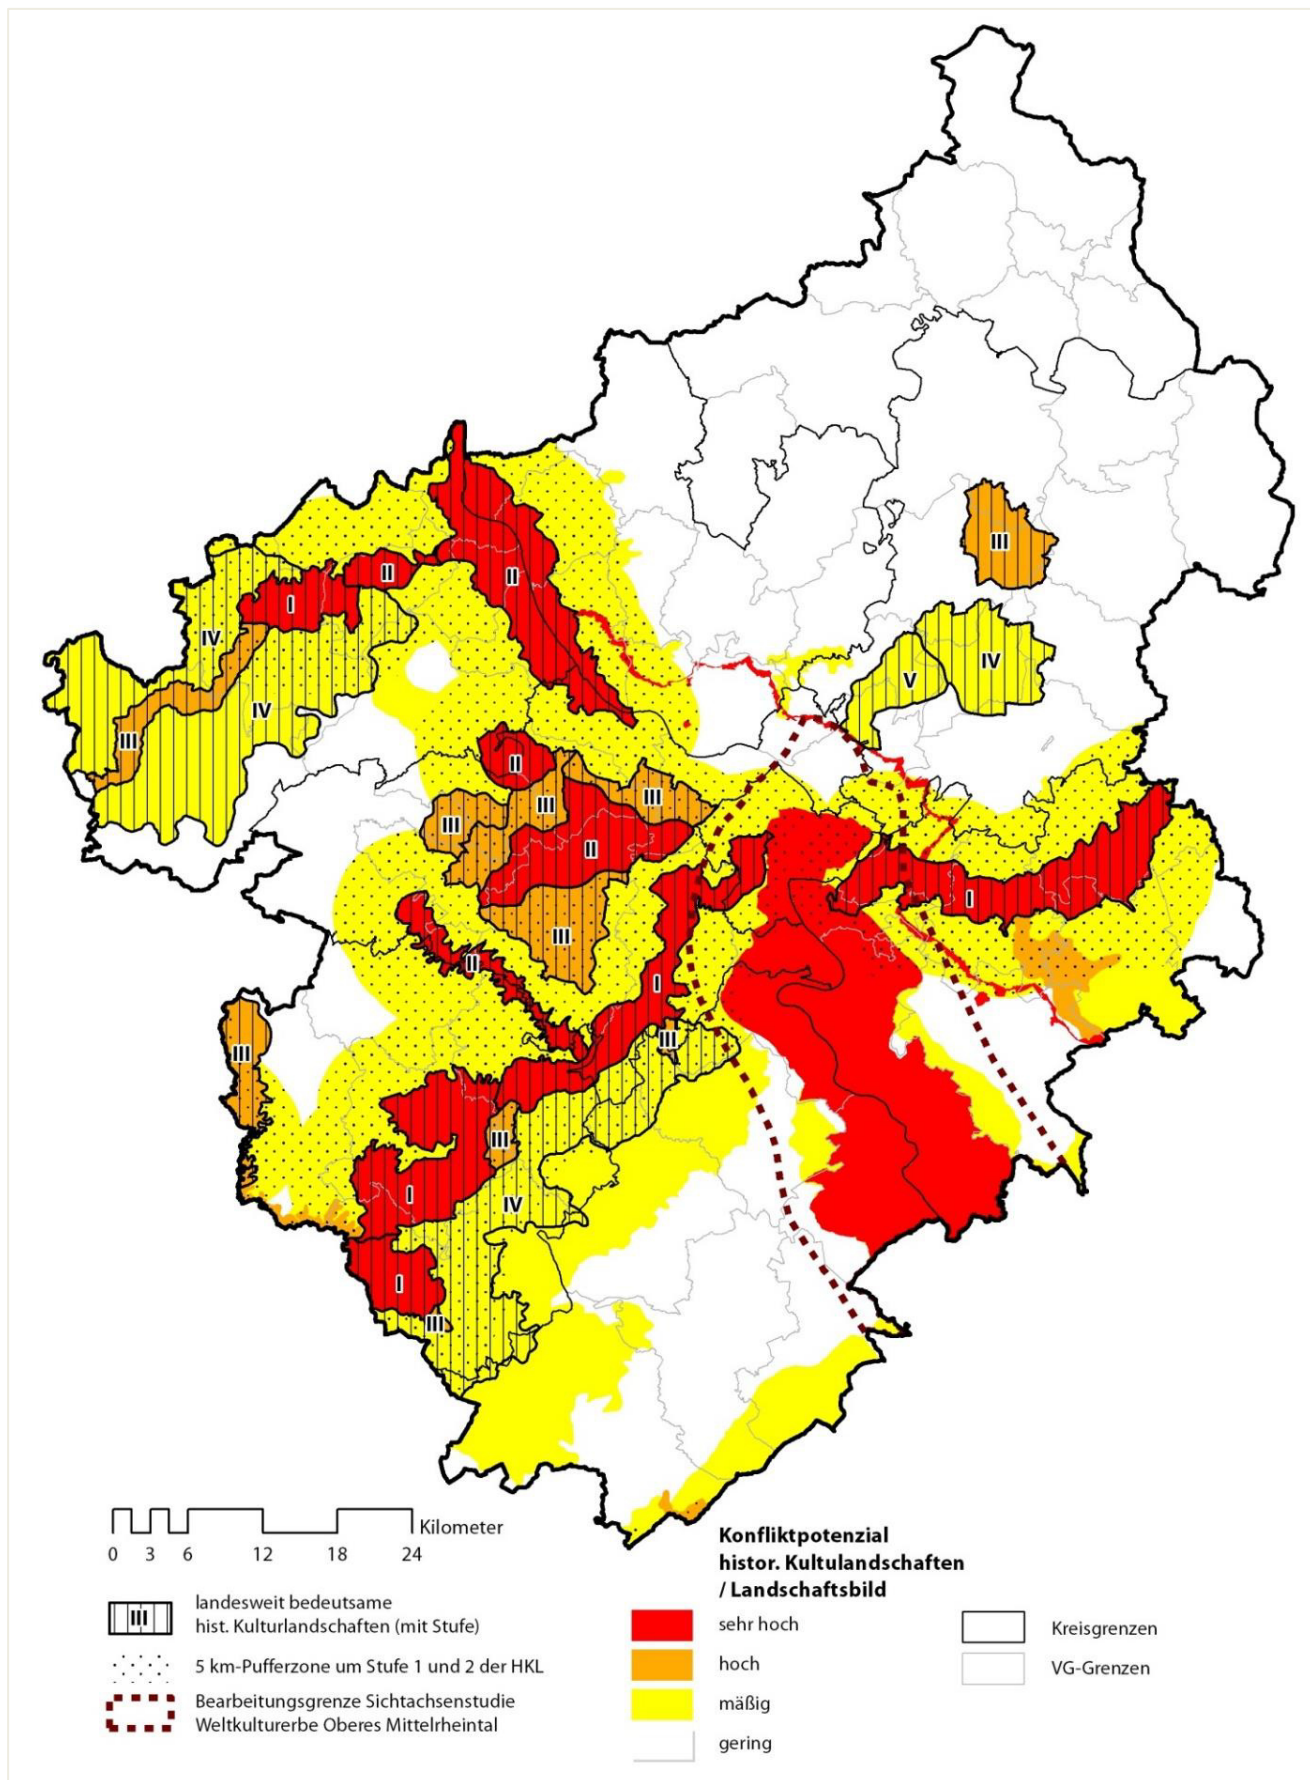 III
II
II
I
IV
V
IV
IV
III
II
III
III
III
II
I
III
II
I
III
III
III
I
IV
I
III
Kilometer
0 3 6 12 18 24
landesweit bedeutsame
III
hist. Kulturlandschaften (mit Stufe)
5 km-Pufferzone um Stufe 1 und 2 der HKL
Bearbeitungsgrenze Sichtachsenstudie
Weltkulturerbe Oberes Mittelrheintal
Konfliktpotenzial
histor. Kultulandschaften
/ Landschaftsbild
sehr hoch
hoch
mäßig
gering
Kreisgrenzen
VG-Grenzen